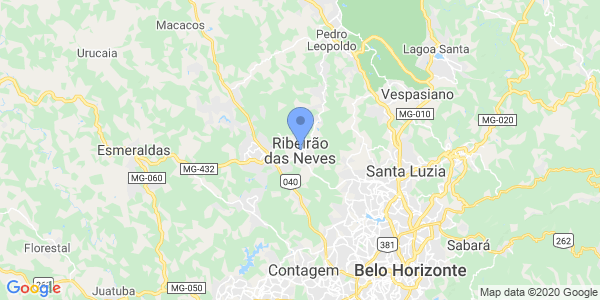 Macacos
Pedro
Leopoldo
Urucaia
Lagoa Santa
Vespasiano
MG-010
MG-020
Ribeirão
das Neves
Esmeraldas
MG-432
MG-060
040
Santa Luzia
381
262
Sabará
Florestal
262
Contagem
Belo Horizonte
Juatuba
MG-050
Google
Map data ©2020 Google